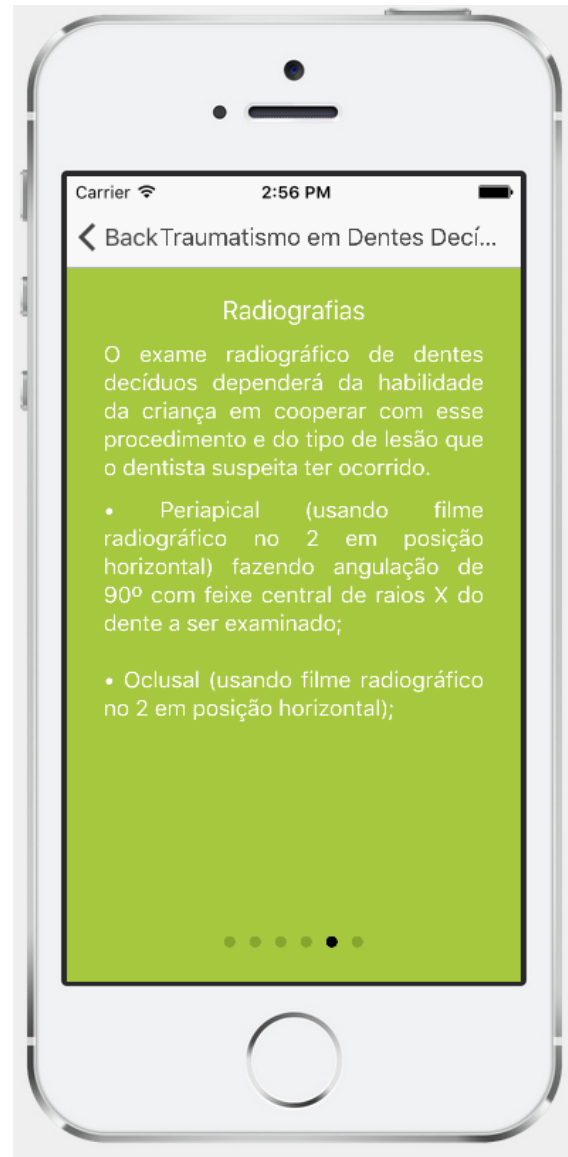 Carrier 2:56 PM
Back Traumatismo em Dentes Decí...
Radiografias
O exame radiográfico de dentes
decíduos dependerá da habilidade
da criança em cooperar com esse
procedimento e do tipo de lesão que
o dentista suspeita ter ocorrido.
• Periapical (usando filme
radiográfico no 2 em posição
horizontal) fazendo angulação de
90º com feixe central de raios X do
dente a ser examinado;
• Oclusal (usando filme radiográfico
no 2 em posição horizontal);